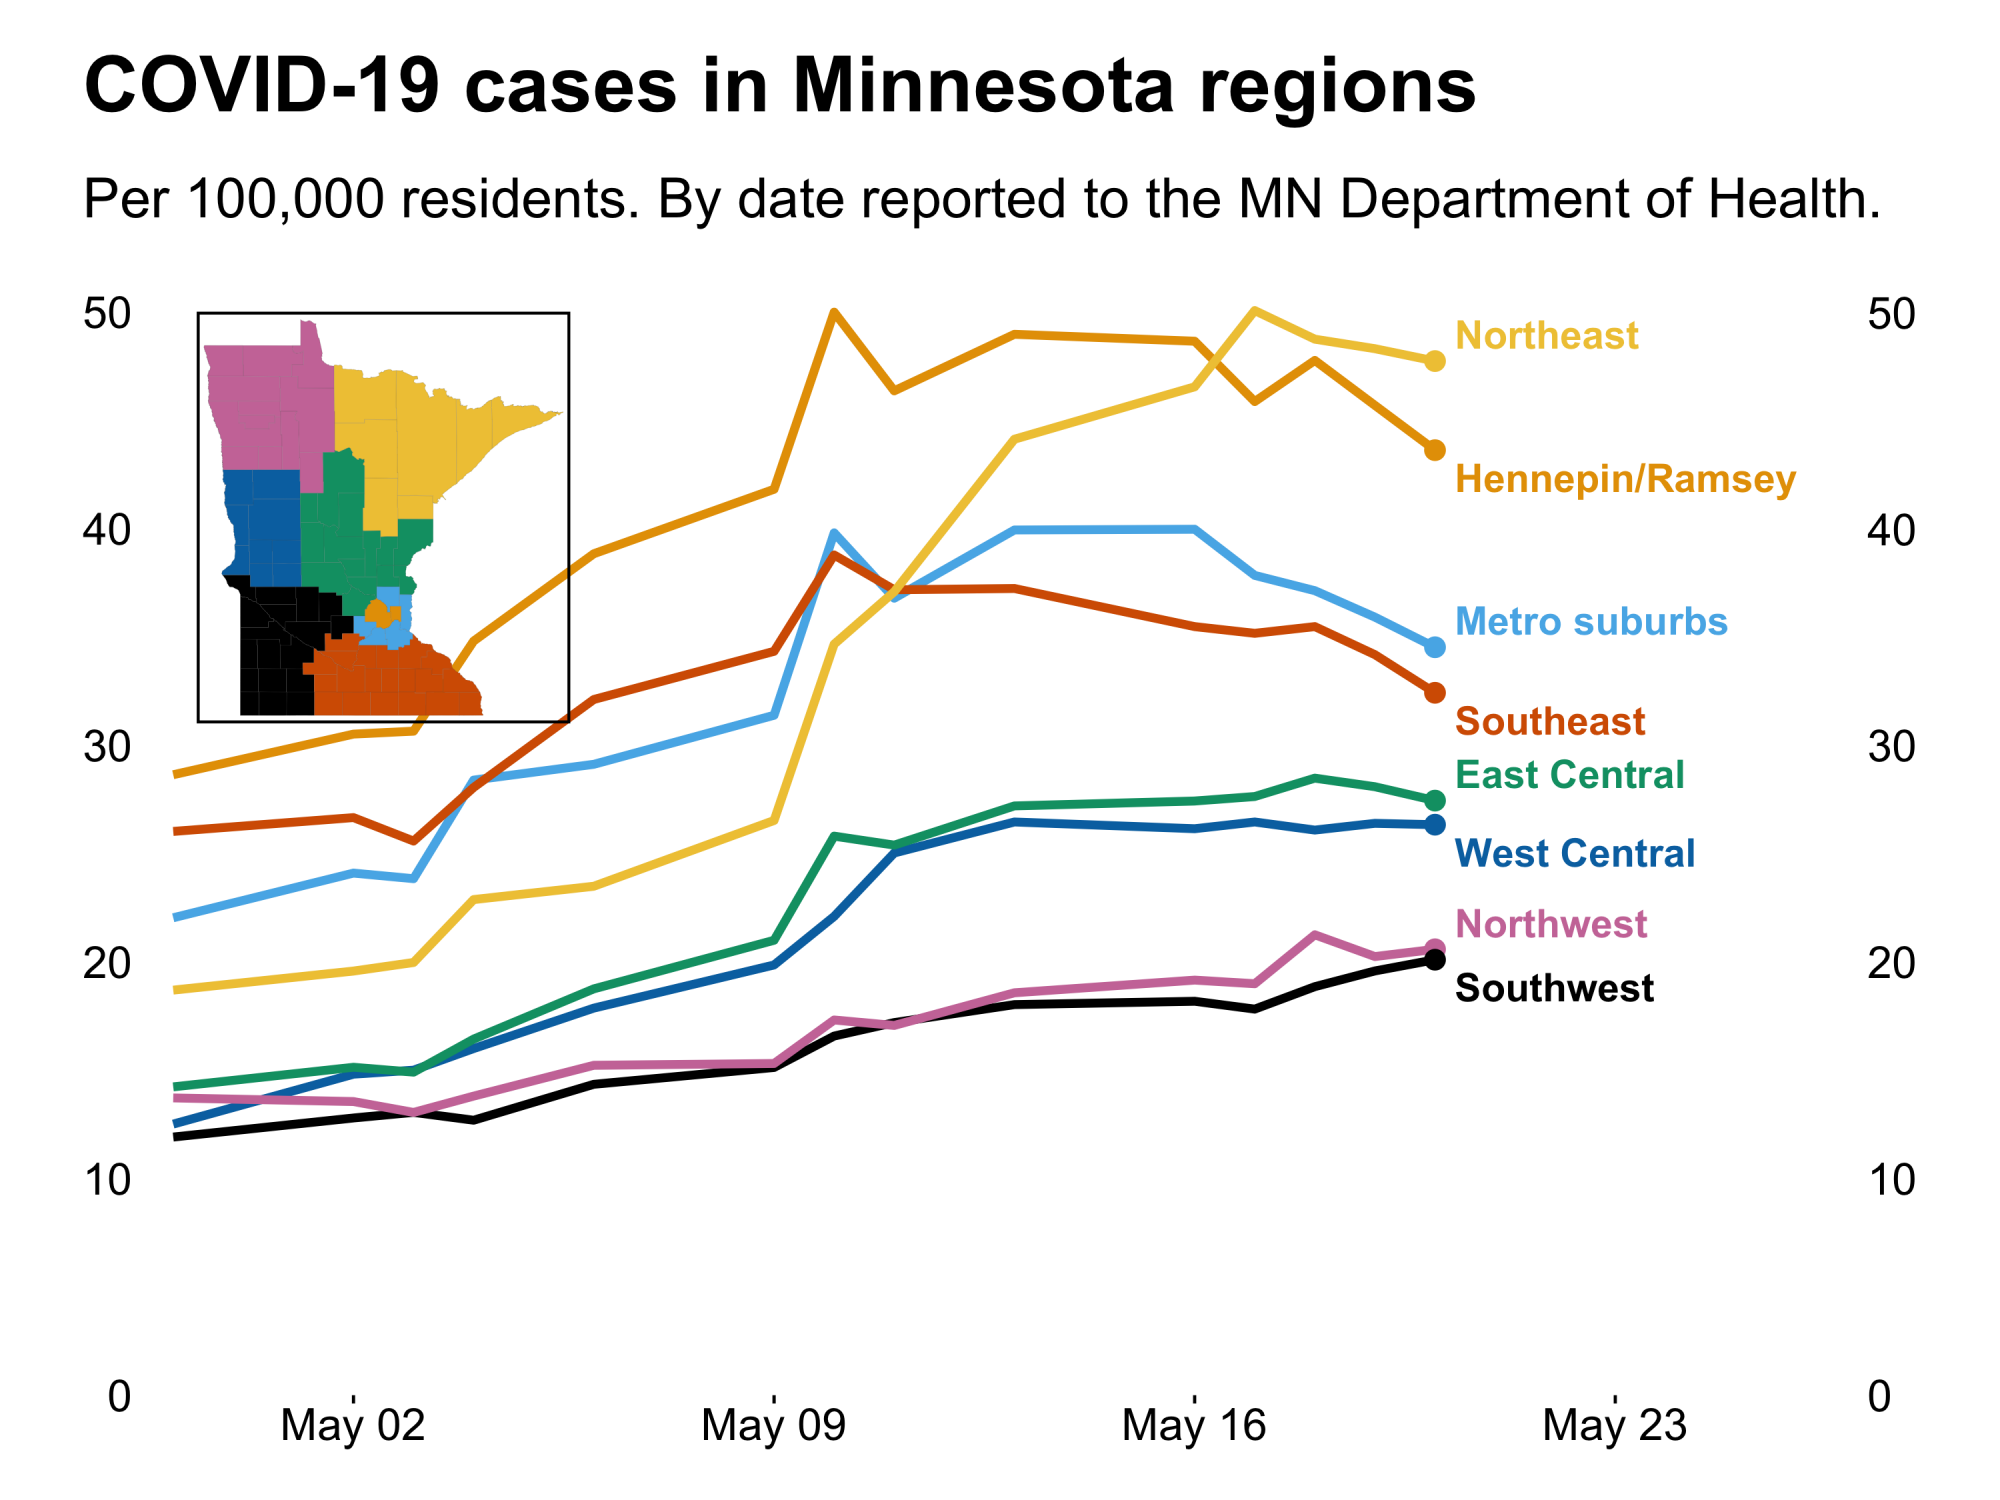 COVID-19 cases in Minnesota regions
Per 100,000 residents. By date reported to the MN Department of Health.
50
50
Northeast
Hennepin/Ramsey
40
40
Metro suburbs
Southeast
30
30
East Central
West Central
Northwest
20
20
Southwest
10
10
0
0
May 02
May 09
May 16
May 23